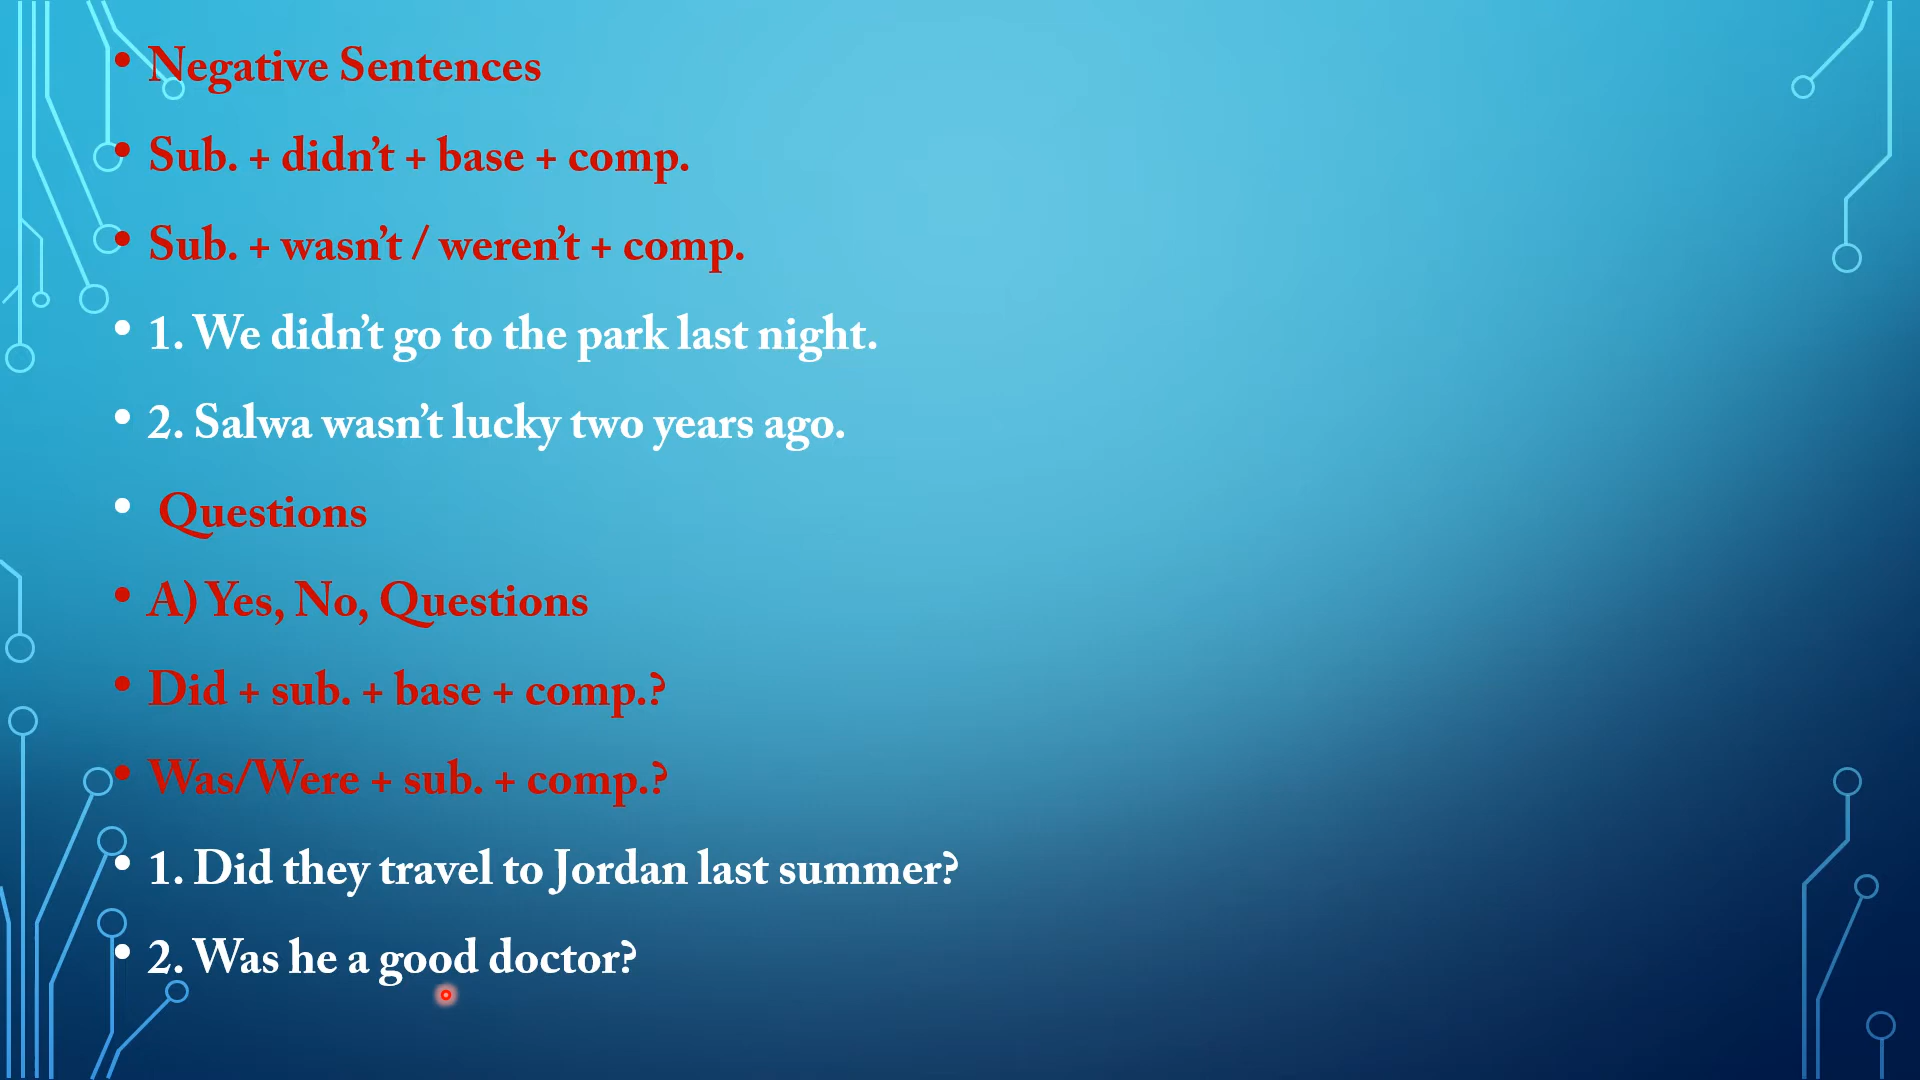 • Negative Sentences
• Sub. + didn’t + base + comp.
• Sub. + wasn’t / weren’t + comp.
• 1. We didn’t go to the park last night.
• 2. Salwa wasn’t lucky two years ago.
• Questions
• A) Yes, No, Questions
• Did + sub. + base + comp.?
• Was/Were + sub. + comp.?
• 1. Did they travel to Jordan last summer?
• 2. Was he a good doctor?